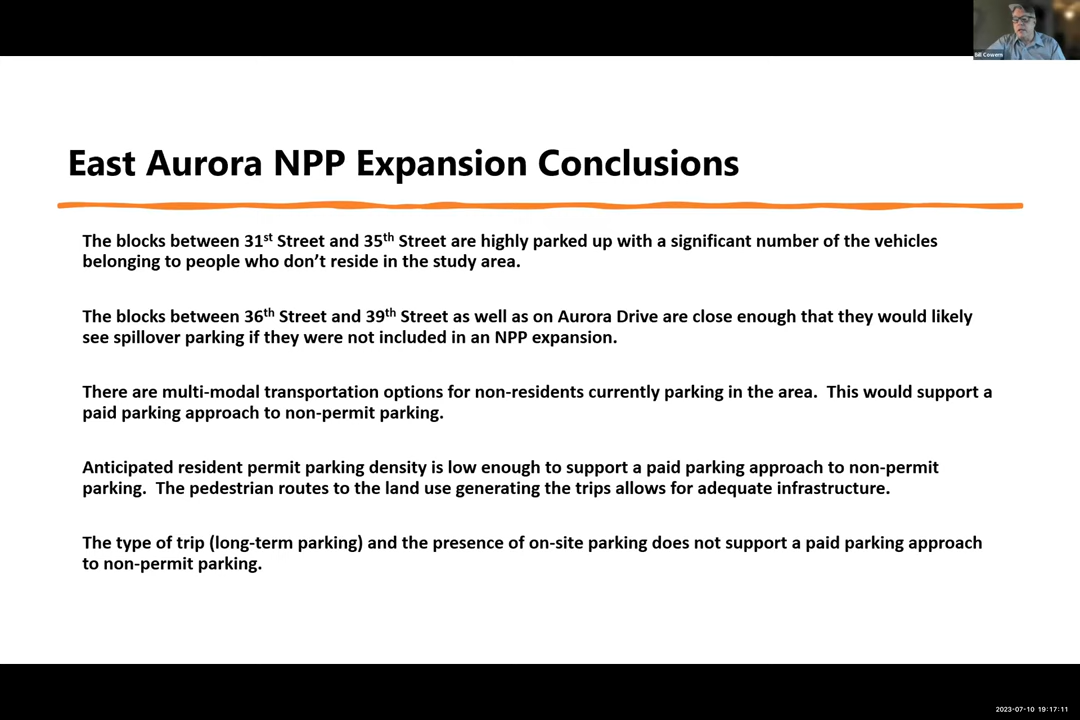 Bill Cowern
East Aurora NPP Expansion Conclusions
The blocks between 31st Street and 35th Street are highly parked up with a significant number of the vehicles
belonging to people who don’t reside in the study area.
The blocks between 36th Street and 39th Street as well as on Aurora Drive are close enough that they would likely
see spillover parking if they were not included in an NPP expansion.
There are multi-modal transportation options for non-residents currently parking in the area.  This would support a
paid parking approach to non-permit parking.
Anticipated resident permit parking density is low enough to support a paid parking approach to non-permit
parking.  The pedestrian routes to the land use generating the trips allows for adequate infrastructure.
The type of trip (long-term parking) and the presence of on-site parking does not support a paid parking approach
to non-permit parking.
2023-07-10 19:17:11